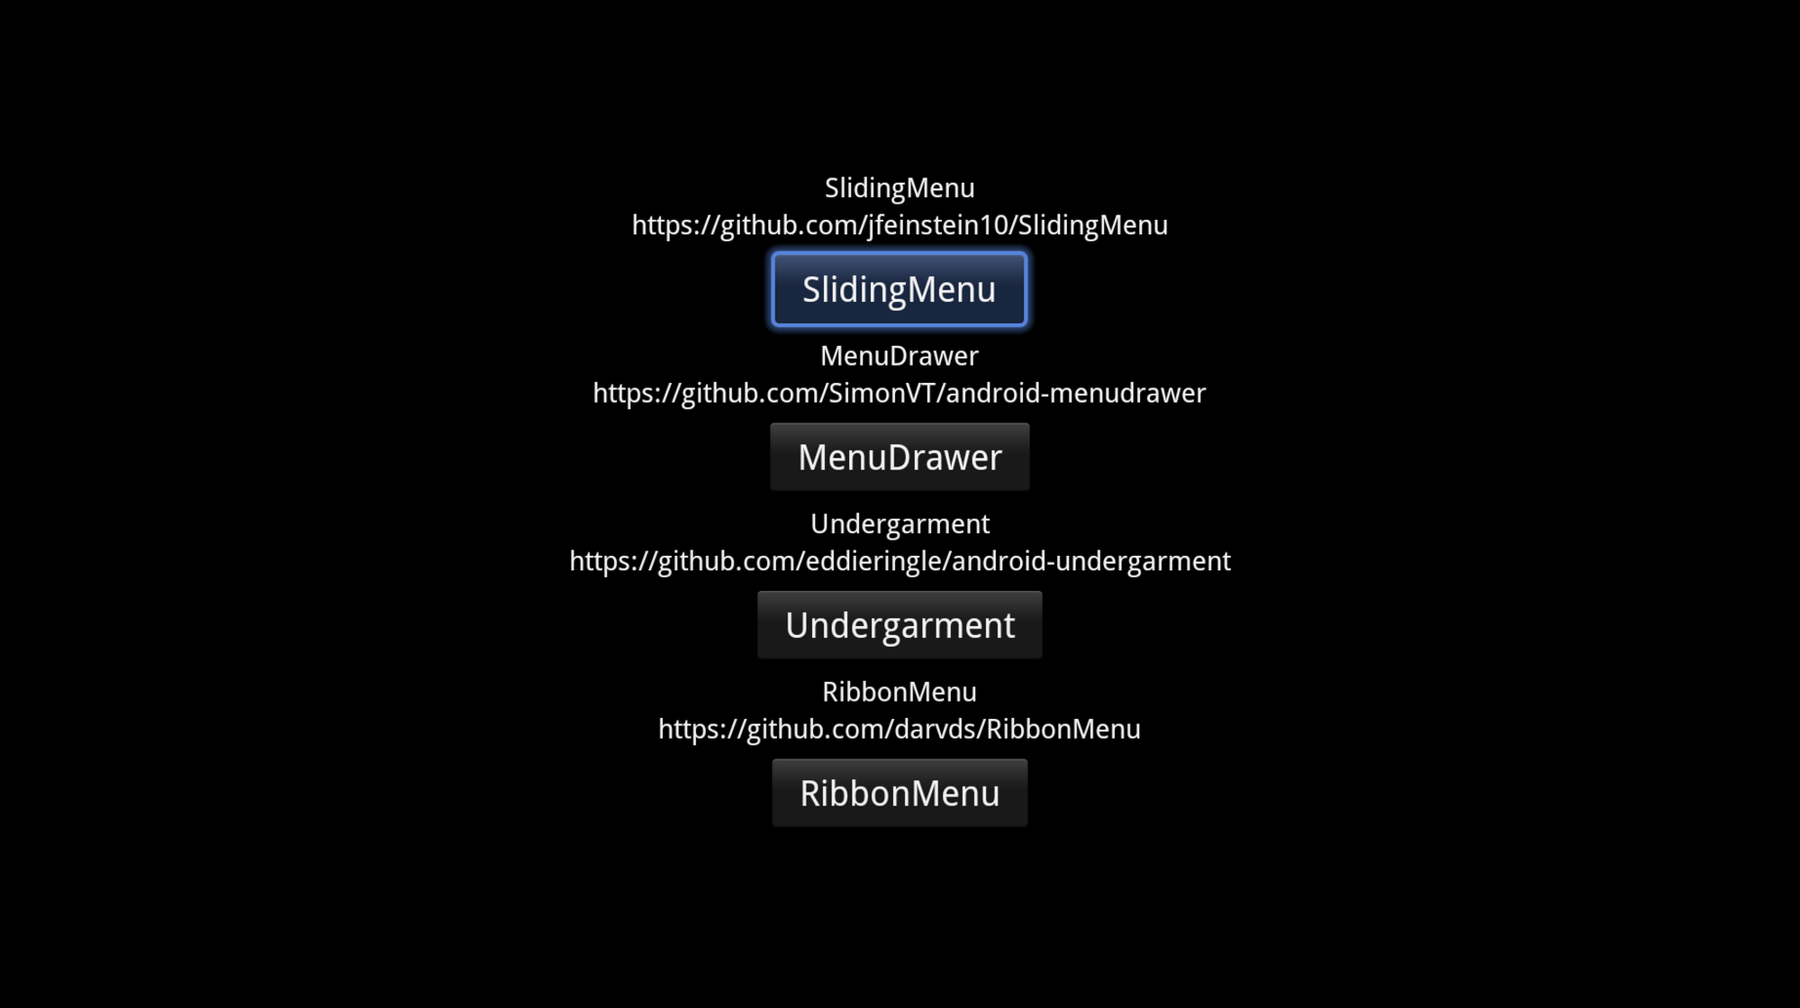 SlidingMenu
https://github.com/jfeinstein10/SlidingMenu
SlidingMenu
MenuDrawer
https://github.com/SimonVT/android-menudrawer
MenuDrawer
Undergarment
https://github.com/eddieringle/android-undergarment
Undergarment
RibbonMenu
https://github.com/darvds/RibbonMenu
RibbonMenu